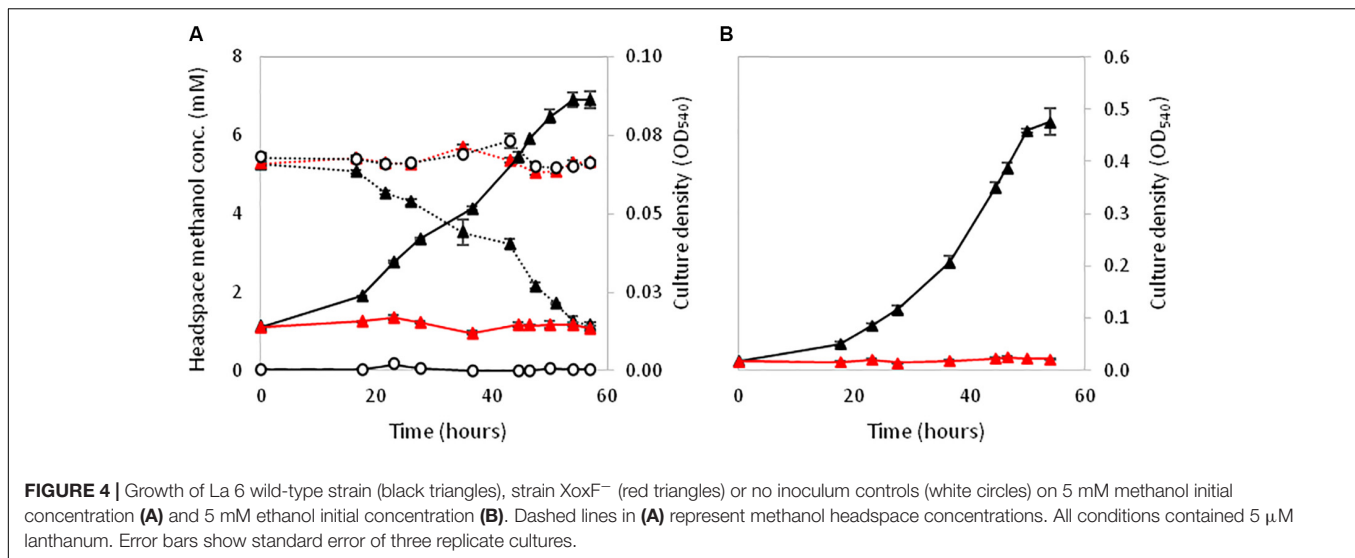 A
B
8
6
4
2
0
Headspace methanol conc. (mM)
0.10
0.08
0.05
0.03
0.00
Culture density (OD540)
0
20
40
60
Time (hours)
0.6
0.5
0.4
0.3
0.2
0.1
0.0
Culture density (OD540)
0
20
40
60
Time (hours)
FIGURE 4 | Growth of La 6 wild-type strain (black triangles), strain XoxF− (red triangles) or no inoculum controls (white circles) on 5 mM methanol initial
concentration (A) and 5 mM ethanol initial concentration (B). Dashed lines in (A) represent methanol headspace concentrations. All conditions contained 5 μM
lanthanum. Error bars show standard error of three replicate cultures.